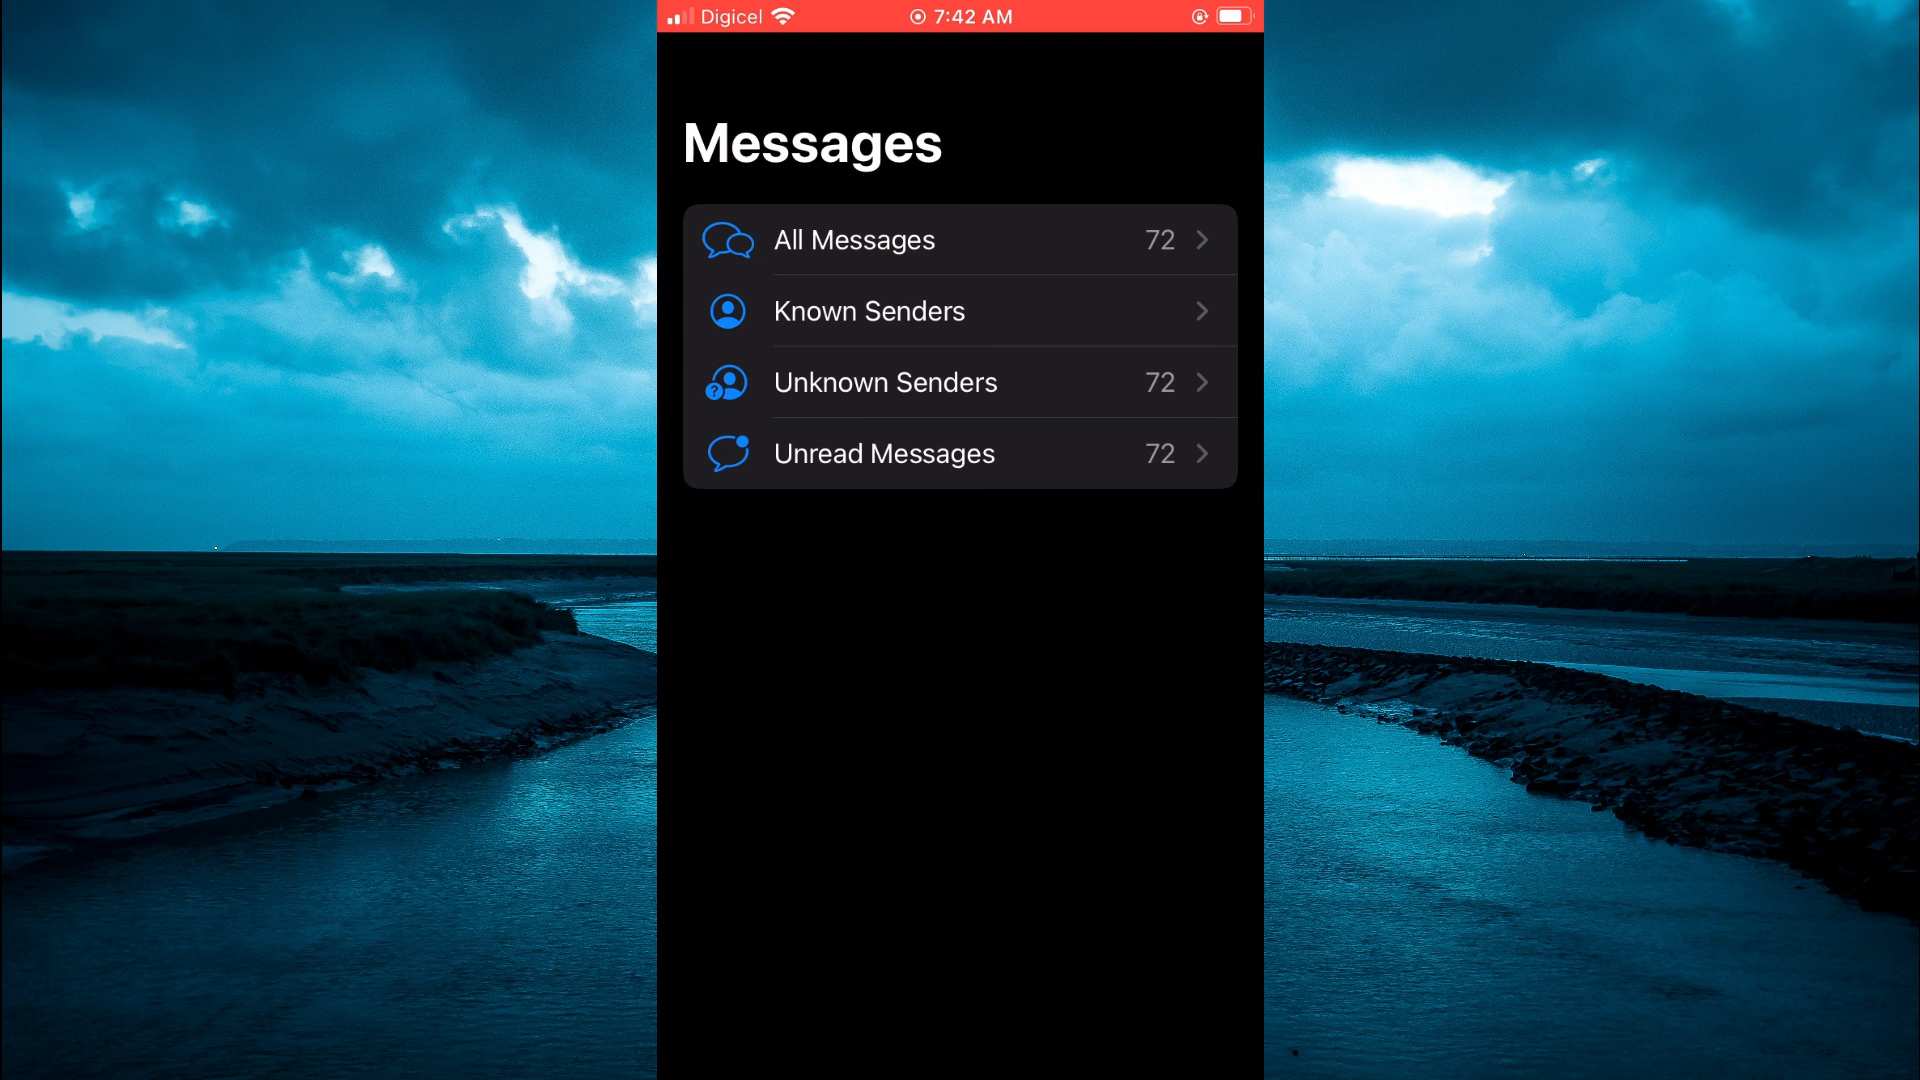 Digicel 7:42 AM
Messages
All Messages 72
Known Senders
Unknown Senders 72
Unread Messages 72